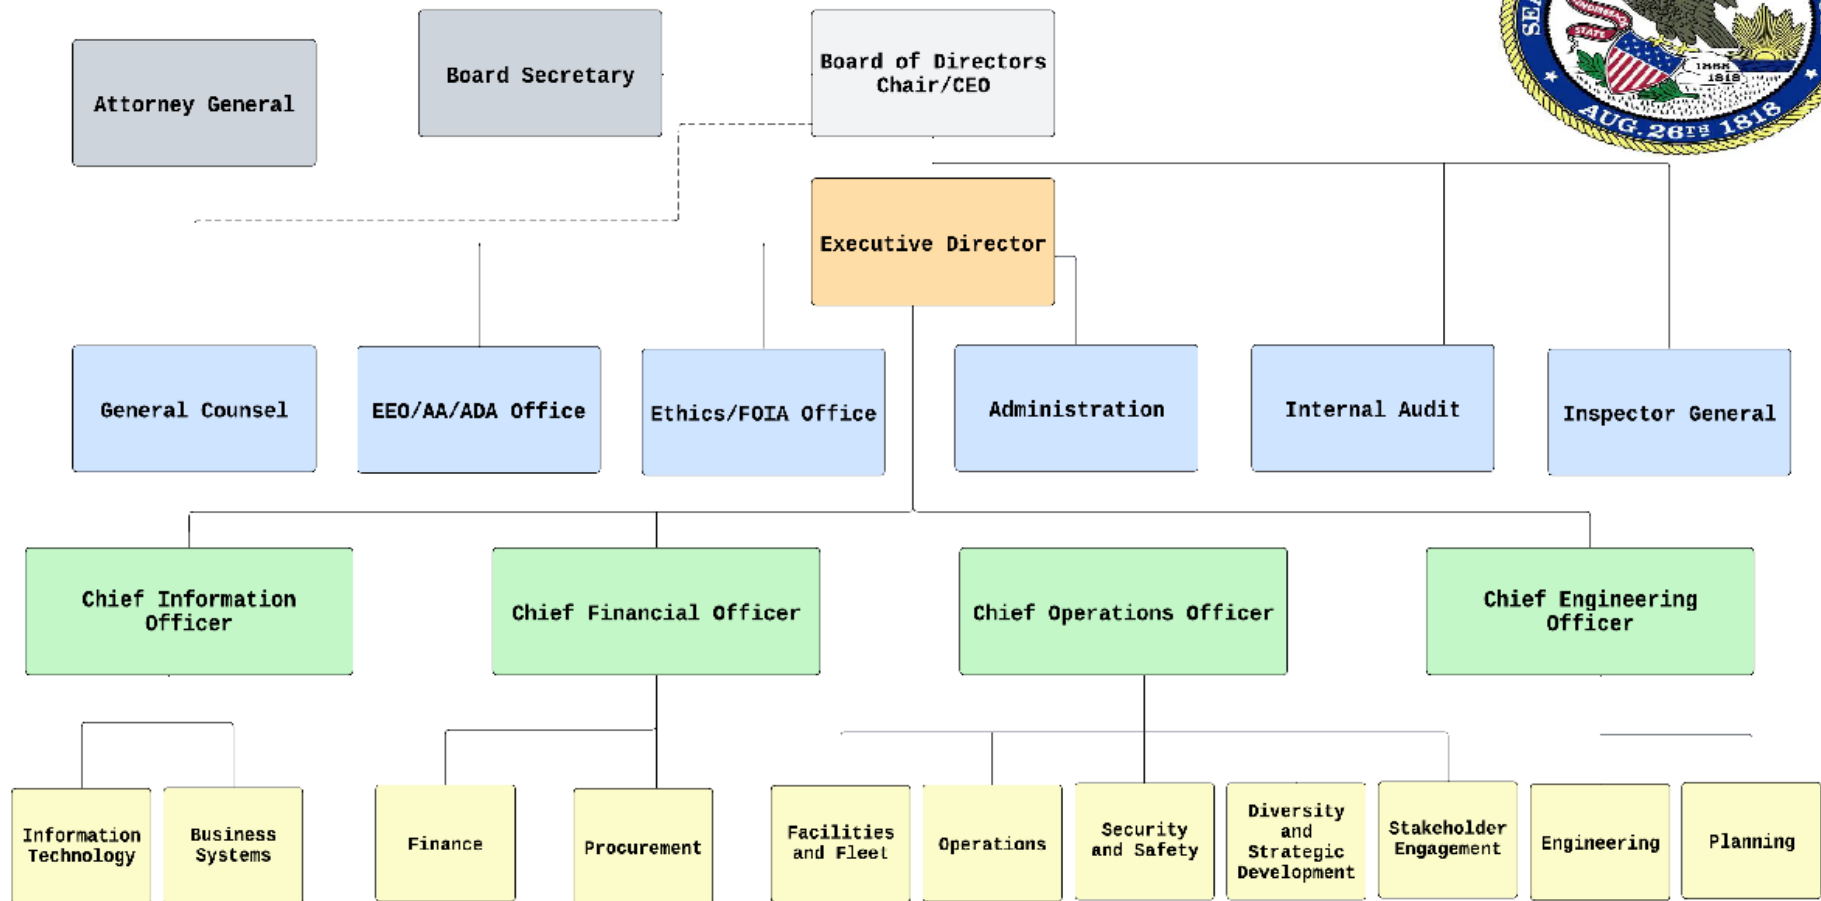 Attorney General
Board Secretary
Board of Directors
Chair/CEO
STATE
1868
1818
AUG. 26TH 1818
Executive Director
General Counsel
EEO/AA/ADA Office
Ethics/FOIA Office
Administration
Internal Audit
Inspector General
Chief Information
Officer
Chief Financial Officer
Chief Operations Officer
Chief Engineering
Officer
Information
Technology
Business
Systems
Finance
Procurement
Facilities
and Fleet
Operations
Security
and Safety
Diversity
and
Strategic
Development
Stakeholder
Engagement
Engineering
Planning